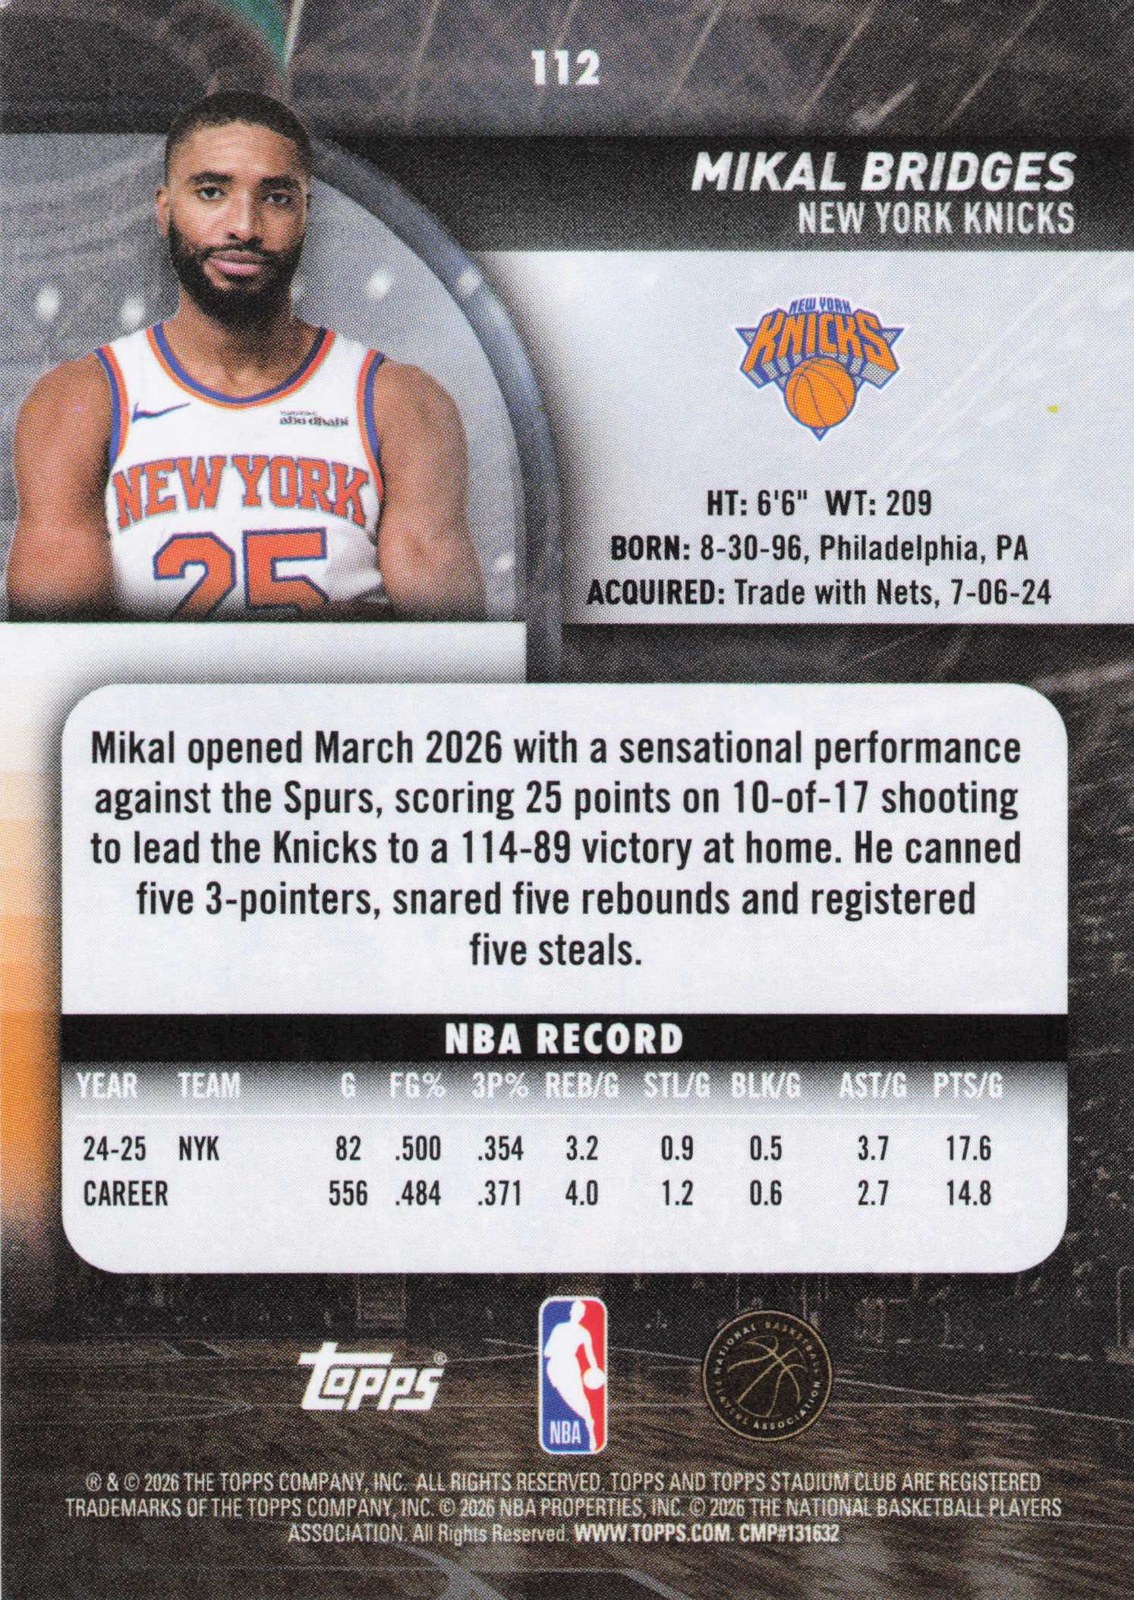 112
MIKAL BRIDGES
NEW YORK KNICKS
NEW YORK
KNICKS
abu dhabi
NEW YORK
25
HT: 6'6" WT: 209
BORN: 8-30-96, Philadelphia, PA
ACQUIRED: Trade with Nets, 7-06-24
Mikal opened March 2026 with a sensational performance
against the Spurs, scoring 25 points on 10-of-17 shooting
to lead the Knicks to a 114-89 victory at home. He canned
five 3-pointers, snared five rebounds and registered
five steals.
NBA RECORD
YEAR TEAM G FG% 3P% REB/G STL/G BLK/G AST/G PTS/G
24-25 NYK 82 .500 .354 3.2 0.9 0.5 3.7 17.6
CAREER 556 .484 .371 4.0 1.2 0.6 2.7 14.8
Topps®
NBA
NATIONAL BASKETBALL PLAYERS ASSOCIATION
® & © 2026 THE TOPPS COMPANY, INC. ALL RIGHTS RESERVED. TOPPS AND TOPPS STADIUM CLUB ARE REGISTERED
TRADEMARKS OF THE TOPPS COMPANY, INC. © 2026 NBA PROPERTIES, INC. © 2026 THE NATIONAL BASKETBALL PLAYERS
ASSOCIATION. All Rights Reserved. WWW.TOPPS.COM. CMP#131632